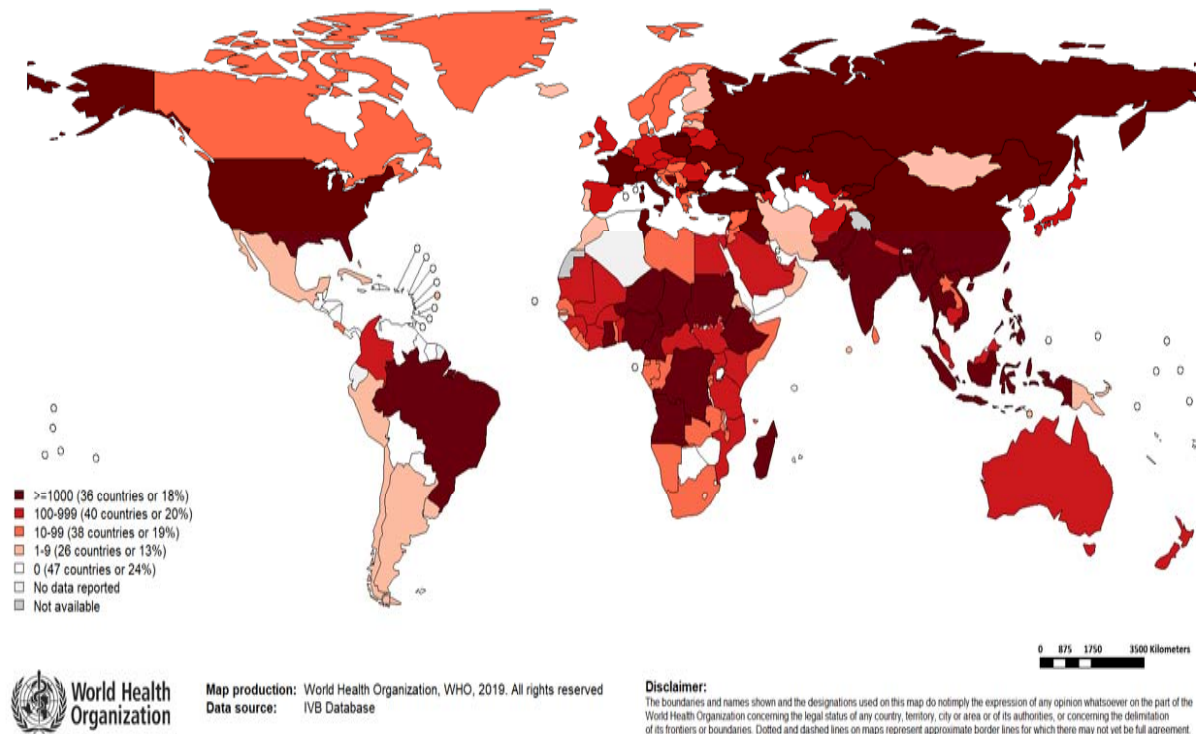 >=1000 (36 countries or 18%)
100-999 (40 countries or 20%)
10-99 (38 countries or 19%)
1-9 (26 countries or 13%)
0 (47 countries or 24%)
No data reported
Not available
0 875 1750 3500 Kilometers
World Health
Organization
Map production: World Health Organization, WHO, 2019. All rights reserved
Data source: IVB Database
Disclaimer:
The boundaries and names shown and the designations used on this map do notimply the expression of any opinion whatsoever on the part of the
World Health Organization concerning the legal status of any country, territory, city or area or of its authorities, or concerning the delimitation
of its frontiers or boundaries. Dotted and dashed lines on maps represent approximate border lines for which there may not yet be full agreement.